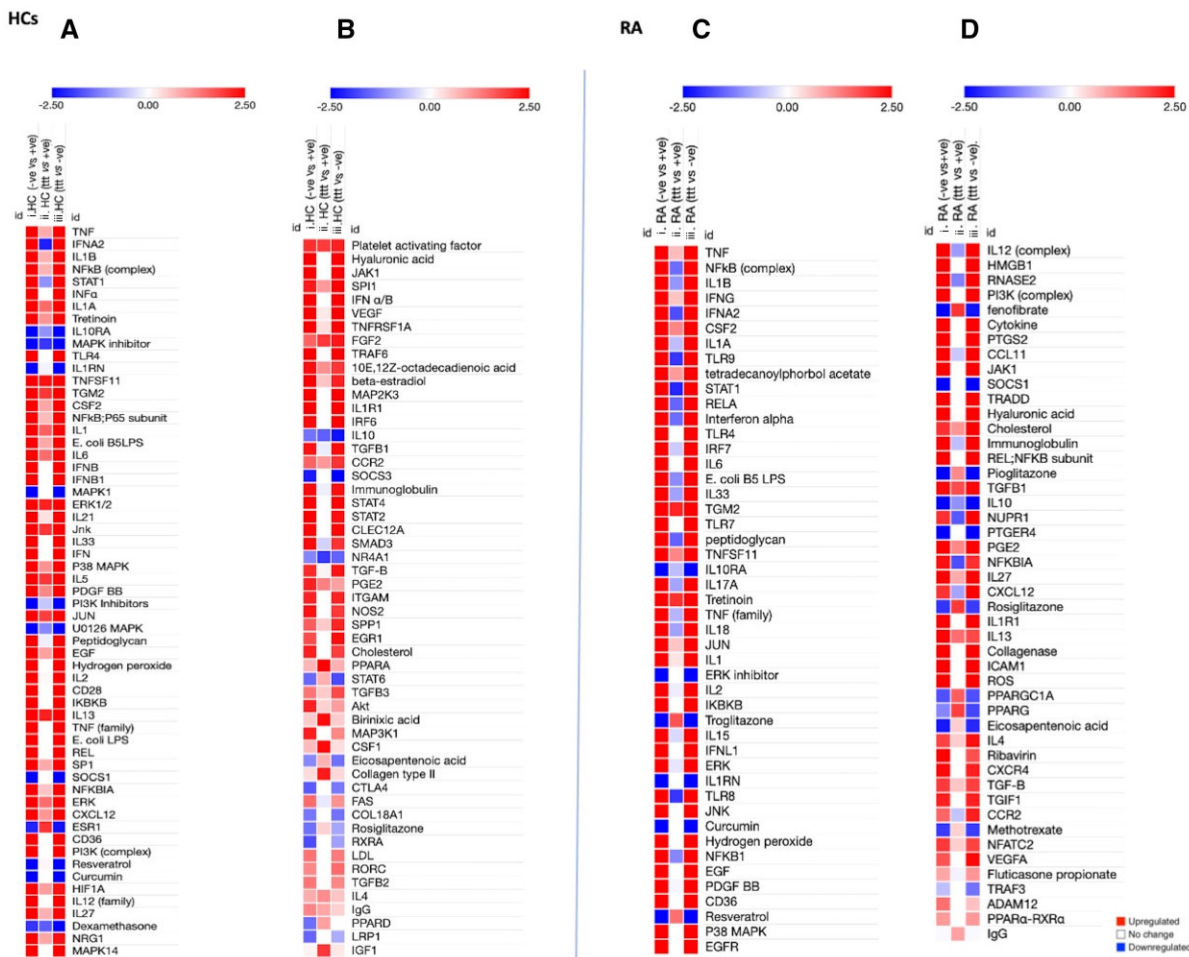 HCs
A
B
RA
C
D
-2.50 0.00 2.50
-2.50 0.00 2.50
-2.50 0.00 2.50
-2.50 0.00 2.50
id
i.HC (-ve vs +ve)
ii. HC (ttt vs +ve)
iii.HC (ttt vs -ve)
id
TNF
IFNA2
IL1B
NFkB (complex)
STAT1
INFα
IL1A
Tretinoin
IL10RA
MAPK inhibitor
TLR4
IL1RN
TNFSF11
TGM2
CSF2
NFkB;P65 subunit
IL1
E. coli B5LPS
IL6
IFNB
IFNB1
MAPK1
ERK1/2
IL21
Jnk
IL33
IFN
P38 MAPK
IL5
PDGF BB
PI3K Inhibitors
JUN
U0126 MAPK
Peptidoglycan
EGF
Hydrogen peroxide
IL2
CD28
IKBKB
IL13
TNF (family)
E. coli LPS
REL
SP1
SOCS1
NFKBIA
ERK
CXCL12
ESR1
CD36
PI3K (complex)
Resveratrol
Curcumin
HIF1A
IL12 (family)
IL27
Dexamethasone
NRG1
MAPK14
id
i.HC (-ve vs +ve)
ii. HC (ttt vs +ve)
iii.HC (ttt vs -ve)
id
Platelet activating factor
Hyaluronic acid
JAK1
SPI1
IFN α/B
VEGF
TNFRSF1A
FGF2
TRAF6
10E,12Z-octadecadienoic acid
beta-estradiol
MAP2K3
IL1R1
IRF6
IL10
TGFB1
CCR2
SOCS3
Immunoglobulin
STAT4
STAT2
CLEC12A
SMAD3
NR4A1
TGF-B
PGE2
ITGAM
NOS2
SPP1
EGR1
Cholesterol
PPARA
STAT6
TGFB3
Akt
Birinixic acid
MAP3K1
CSF1
Eicosapentaenoic acid
Collagen type II
CTLA4
FAS
COL18A1
Rosiglitazone
RXRA
LDL
RORC
TGFB2
IL4
IgG
PPARD
LRP1
IGF1
id
i. RA (-ve vs +ve)
ii. RA (ttt vs +ve)
iii. RA (ttt vs -ve)
id
TNF
NFkB (complex)
IL1B
IFNG
IFNA2
CSF2
IL1A
TLR9
tetradecanoylphorbol acetate
STAT1
RELA
Interferon alpha
TLR4
IRF7
IL6
E. coli B5 LPS
IL33
TGM2
TLR7
peptidoglycan
TNFSF11
IL10RA
IL17A
Tretinoin
TNF (family)
IL18
JUN
IL1
ERK inhibitor
IL2
IKBKB
Troglitazone
IL15
IFNL1
ERK
IL1RN
TLR8
JNK
Curcumin
Hydrogen peroxide
NFKB1
EGF
PDGF BB
CD36
Resveratrol
P38 MAPK
EGFR
id
i. RA (-ve vs+ve)
ii. RA (ttt vs +ve)
iii. RA (ttt vs -ve).
id
IL12 (complex)
HMGB1
RNASE2
PI3K (complex)
fenofibrate
Cytokine
PTGS2
CCL11
JAK1
SOCS1
TRADD
Hyaluronic acid
Cholesterol
Immunoglobulin
REL;NFKB subunit
Pioglitazone
TGFB1
IL10
NUPR1
PTGER4
PGE2
NFKBIA
IL27
CXCL12
Rosiglitazone
IL1R1
IL13
Collagenase
ICAM1
ROS
PPARGC1A
PPARG
Eicosapentenoic acid
IL4
Ribavirin
CXCR4
TGF-B
TGIF1
CCR2
Methotrexate
NFATC2
VEGFA
Fluticasone propionate
TRAF3
ADAM12
PPARα-RXRα
IgG
Upregulated
No change
Downregulated